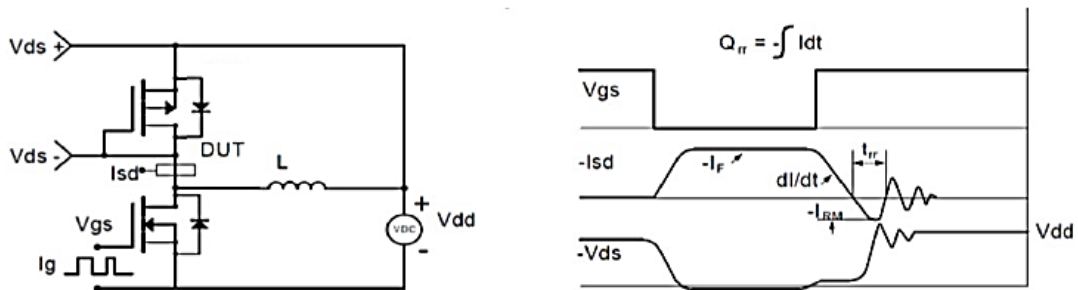 Vds +
Vds -
DUT
Isd
L
Vgs
Ig
+
VDC
-
Vdd
Qrr = -∫ Idt
Vgs
-Isd
-IF
dI/dt
trr
-IRM
Vdd
-Vds